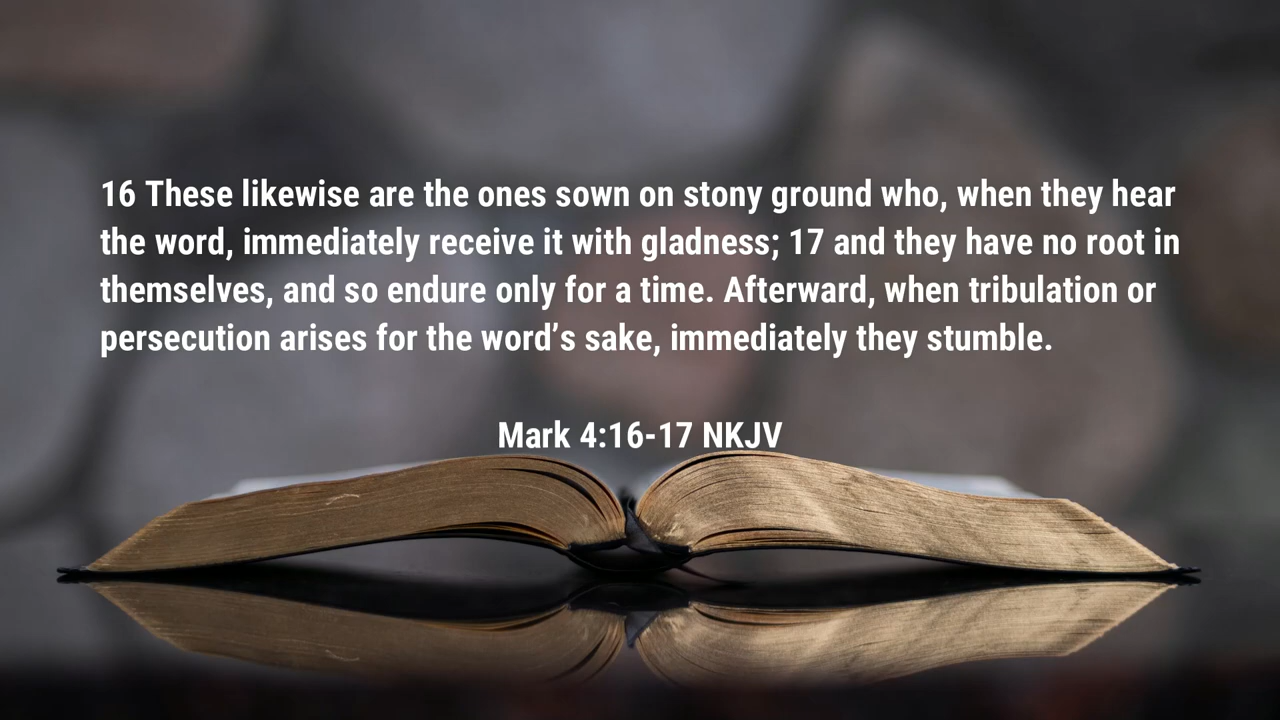 16 These likewise are the ones sown on stony ground who, when they hear
the word, immediately receive it with gladness; 17 and they have no root in
themselves, and so endure only for a time. Afterward, when tribulation or
persecution arises for the word’s sake, immediately they stumble.
Mark 4:16-17 NKJV